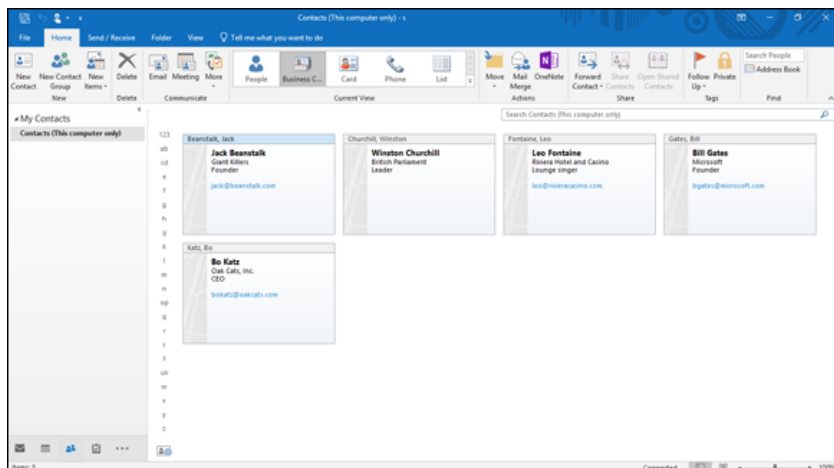 Contacts (This computer only) - s
File Home Send / Receive Folder View Tell me what you want to do
New Contact
New Contact Group
New Items
Delete
Email
Meeting
More
People
Business C...
Card
Phone
List
Move
Mail Merge
OneNote
Forward Contact
Share Contacts
Open Shared Contacts
Follow Up
Private
Search People
Address Book
New
Delete
Communicate
Current View
Actions
Share
Tags
Find
My Contacts
Contacts (This computer only)
Search Contacts (This computer only)
123
ab
cd
e
f
g
h
ij
k
l
m
n
op
q
r
s
t
uv
w
x
y
z
Beanstalk, Jack
Jack Beanstalk
Giant Killers
Founder
jack@beanstalk.com
Churchill, Winston
Winston Churchill
British Parliament
Leader
Fontaine, Leo
Leo Fontaine
Riviera Hotel and Casino
Lounge singer
leo@rivieracasino.com
Gates, Bill
Bill Gates
Microsoft
Founder
bgates@microsoft.com
Katz, Bo
Bo Katz
Oak Cats, Inc.
CEO
bokatz@oakcats.com
Items: 5
Connected
100%